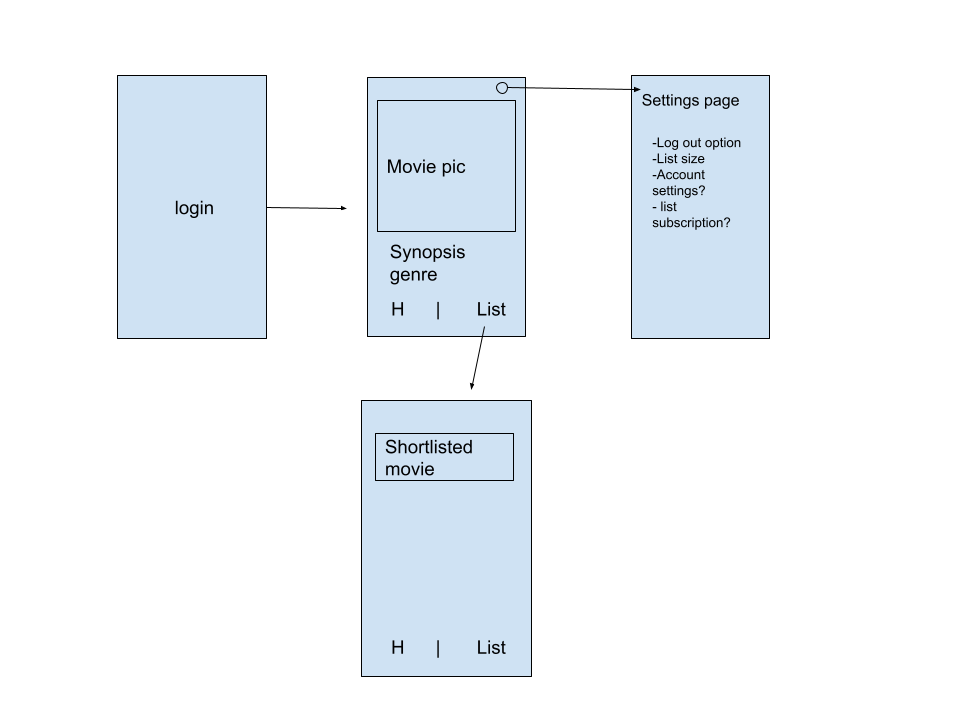 login
Movie pic
Synopsis
genre
H | List
Settings page
-Log out option
-List size
-Account
settings?
- list
subscription?
Shortlisted
movie
H | List